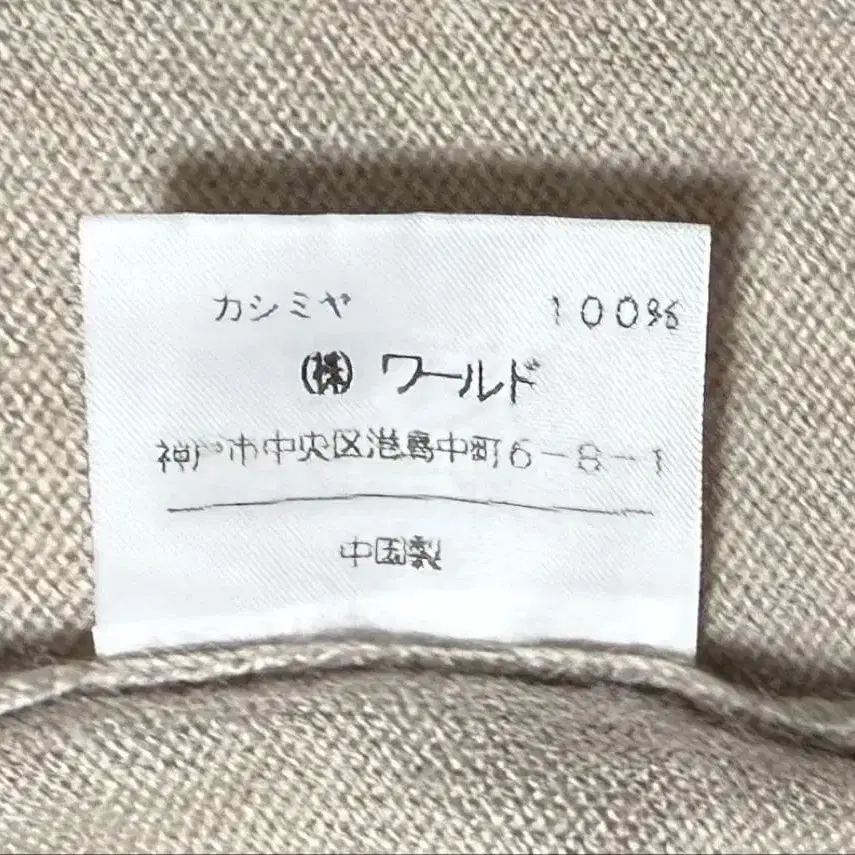 カシミヤ 100%
㈱ ワールド
神戸市中央区港島中町6-8-1
中国製